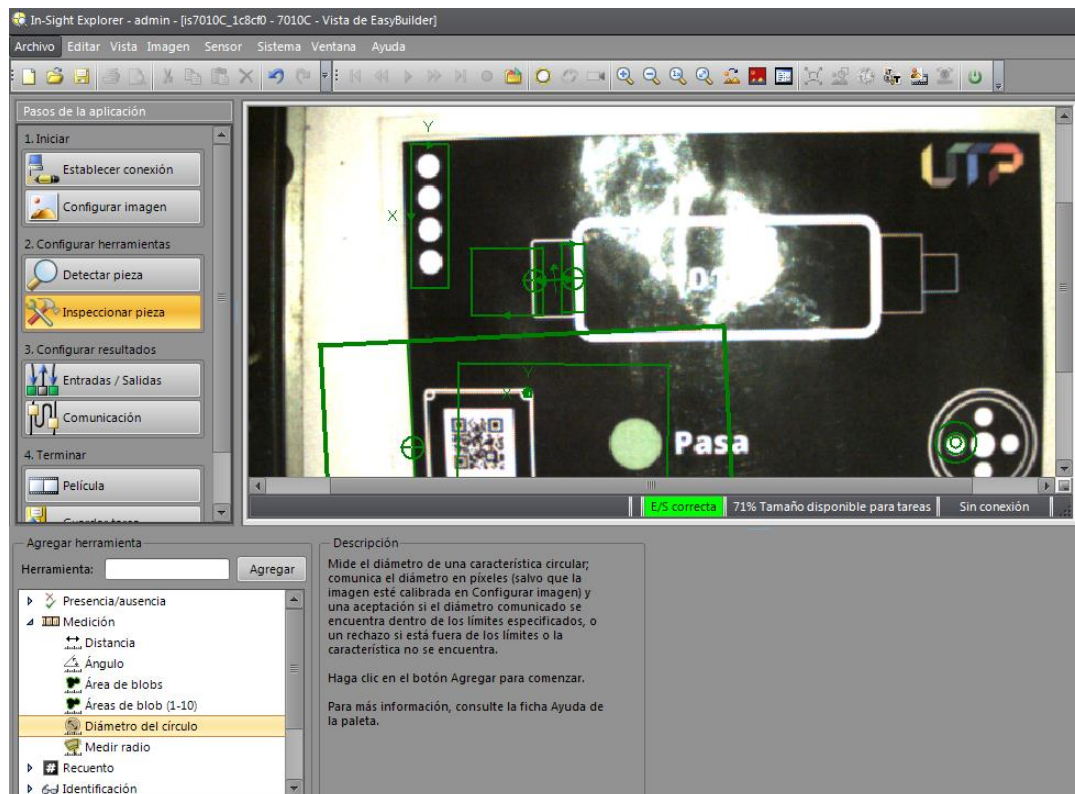 In-Sight Explorer - admin - [is7010C_1c8cf0 - 7010C - Vista de EasyBuilder]
Archivo Editar Vista Imagen Sensor Sistema Ventana Ayuda
Pasos de la aplicación
1. Iniciar
Establecer conexión
Configurar imagen
2. Configurar herramientas
Detectar pieza
Inspeccionar pieza
3. Configurar resultados
Entradas / Salidas
Comunicación
4. Terminar
Película
Guardar tarea
Y
X
UTP
Y
X
Pasa
E/S correcta
71% Tamaño disponible para tareas
Sin conexión
Agregar herramienta
Herramienta:
Agregar
Presencia/ausencia
Medición
Distancia
Ángulo
Área de blobs
Áreas de blob (1-10)
Diámetro del círculo
Medir radio
Recuento
Identificación
Descripción
Mide el diámetro de una característica circular;
comunica el diámetro en píxeles (salvo que la
imagen esté calibrada en Configurar imagen) y
una aceptación si el diámetro comunicado se
encuentra dentro de los límites especificados, o
un rechazo si está fuera de los límites o la
característica no se encuentra.
Haga clic en el botón Agregar para comenzar.
Para más información, consulte la ficha Ayuda de
la paleta.